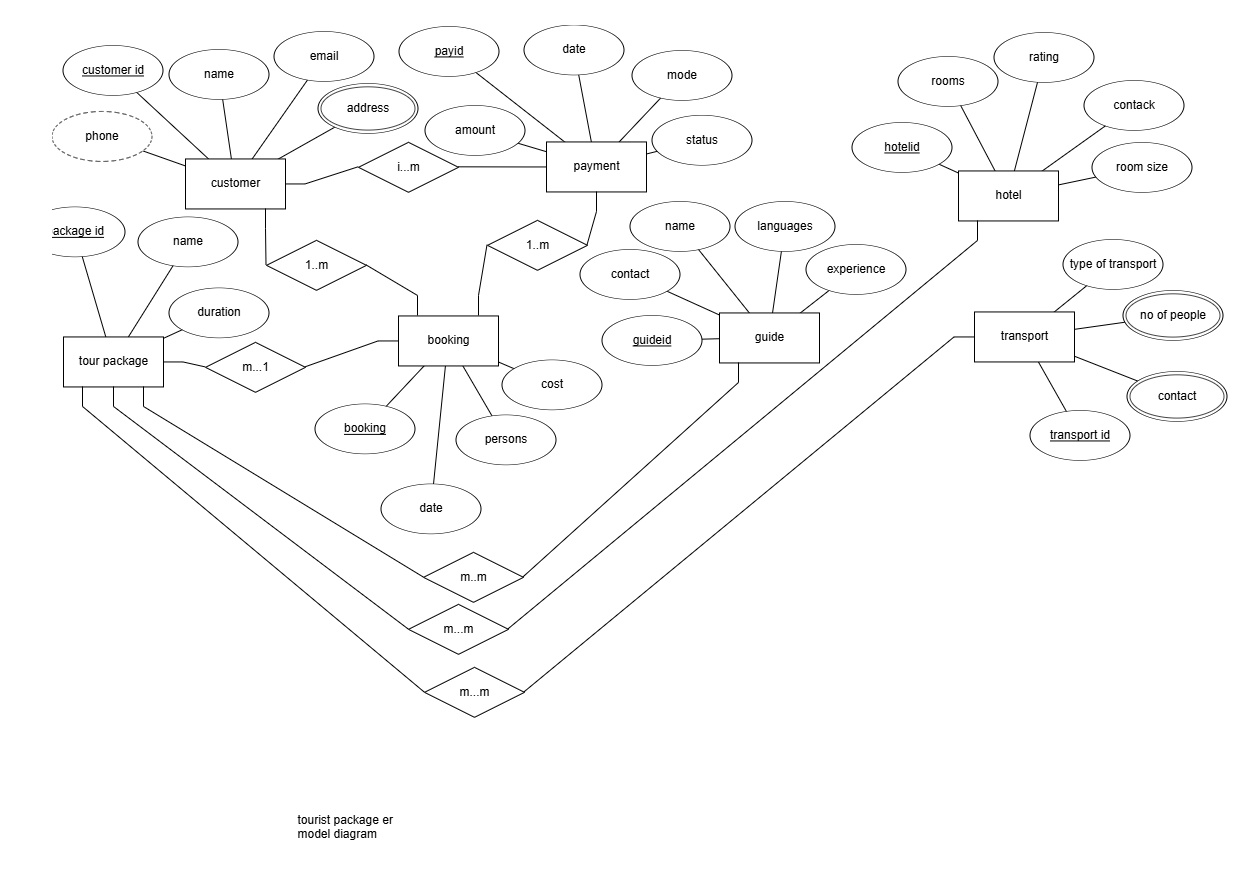 customer id
name
email
address
phone
customer
i...m
payid
date
mode
amount
status
payment
rooms
rating
contack
hotelid
room size
hotel
ackage id
name
duration
tour package
1..m
1..m
m...1
booking
booking
date
persons
cost
name
languages
contact
experience
guideid
guide
type of transport
no of people
transport
contact
transport id
m..m
m...m
m...m
tourist package er
model diagram